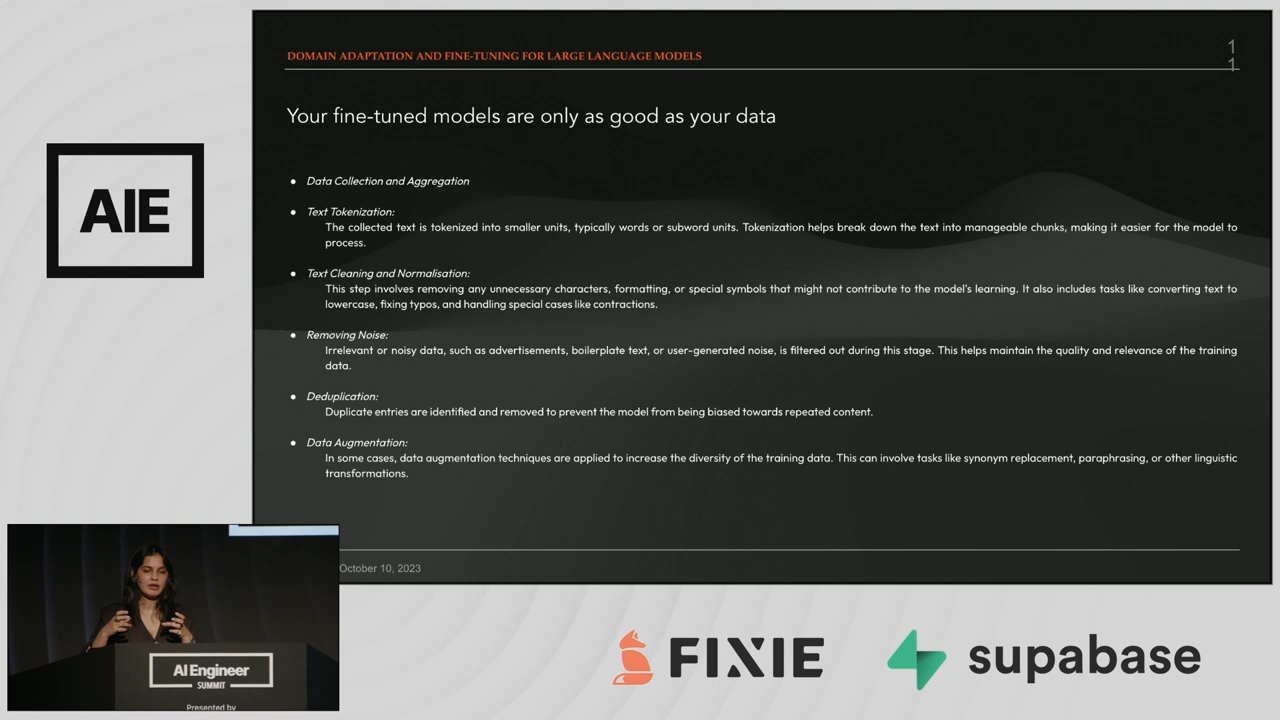 DOMAIN ADAPTATION AND FINE-TUNING FOR LARGE LANGUAGE MODELS
1
1
Your fine-tuned models are only as good as your data
AIE
● Data Collection and Aggregation
● Text Tokenization:
The collected text is tokenized into smaller units, typically words or subword units. Tokenization helps break down the text into manageable chunks, making it easier for the model to
process.
● Text Cleaning and Normalisation:
This step involves removing any unnecessary characters, formatting, or special symbols that might not contribute to the model's learning. It also includes tasks like converting text to
lowercase, fixing typos, and handling special cases like contractions.
● Removing Noise:
Irrelevant or noisy data, such as advertisements, boilerplate text, or user-generated noise, is filtered out during this stage. This helps maintain the quality and relevance of the training
data.
● Deduplication:
Duplicate entries are identified and removed to prevent the model from being biased towards repeated content.
● Data Augmentation:
In some cases, data augmentation techniques are applied to increase the diversity of the training data. This can involve tasks like synonym replacement, paraphrasing, or other linguistic
transformations.
October 10, 2023
AI Engineer
SUMMIT
Presented by
FIXIE
supabase